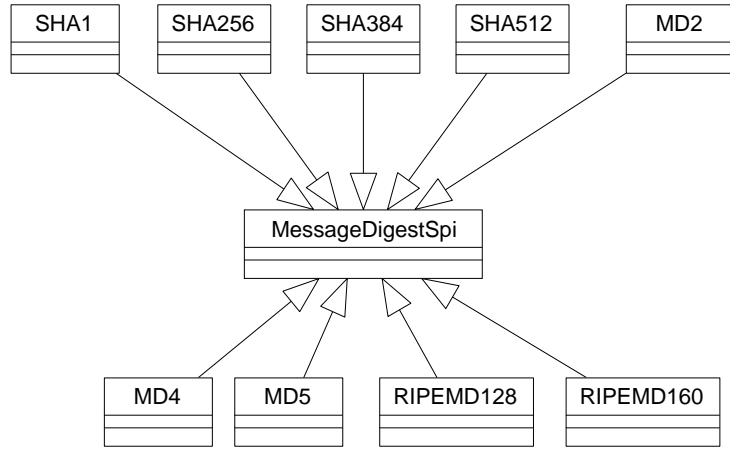 SHA1
SHA256
SHA384
SHA512
MD2
MessageDigestSpi
MD4
MD5
RIPEMD128
RIPEMD160